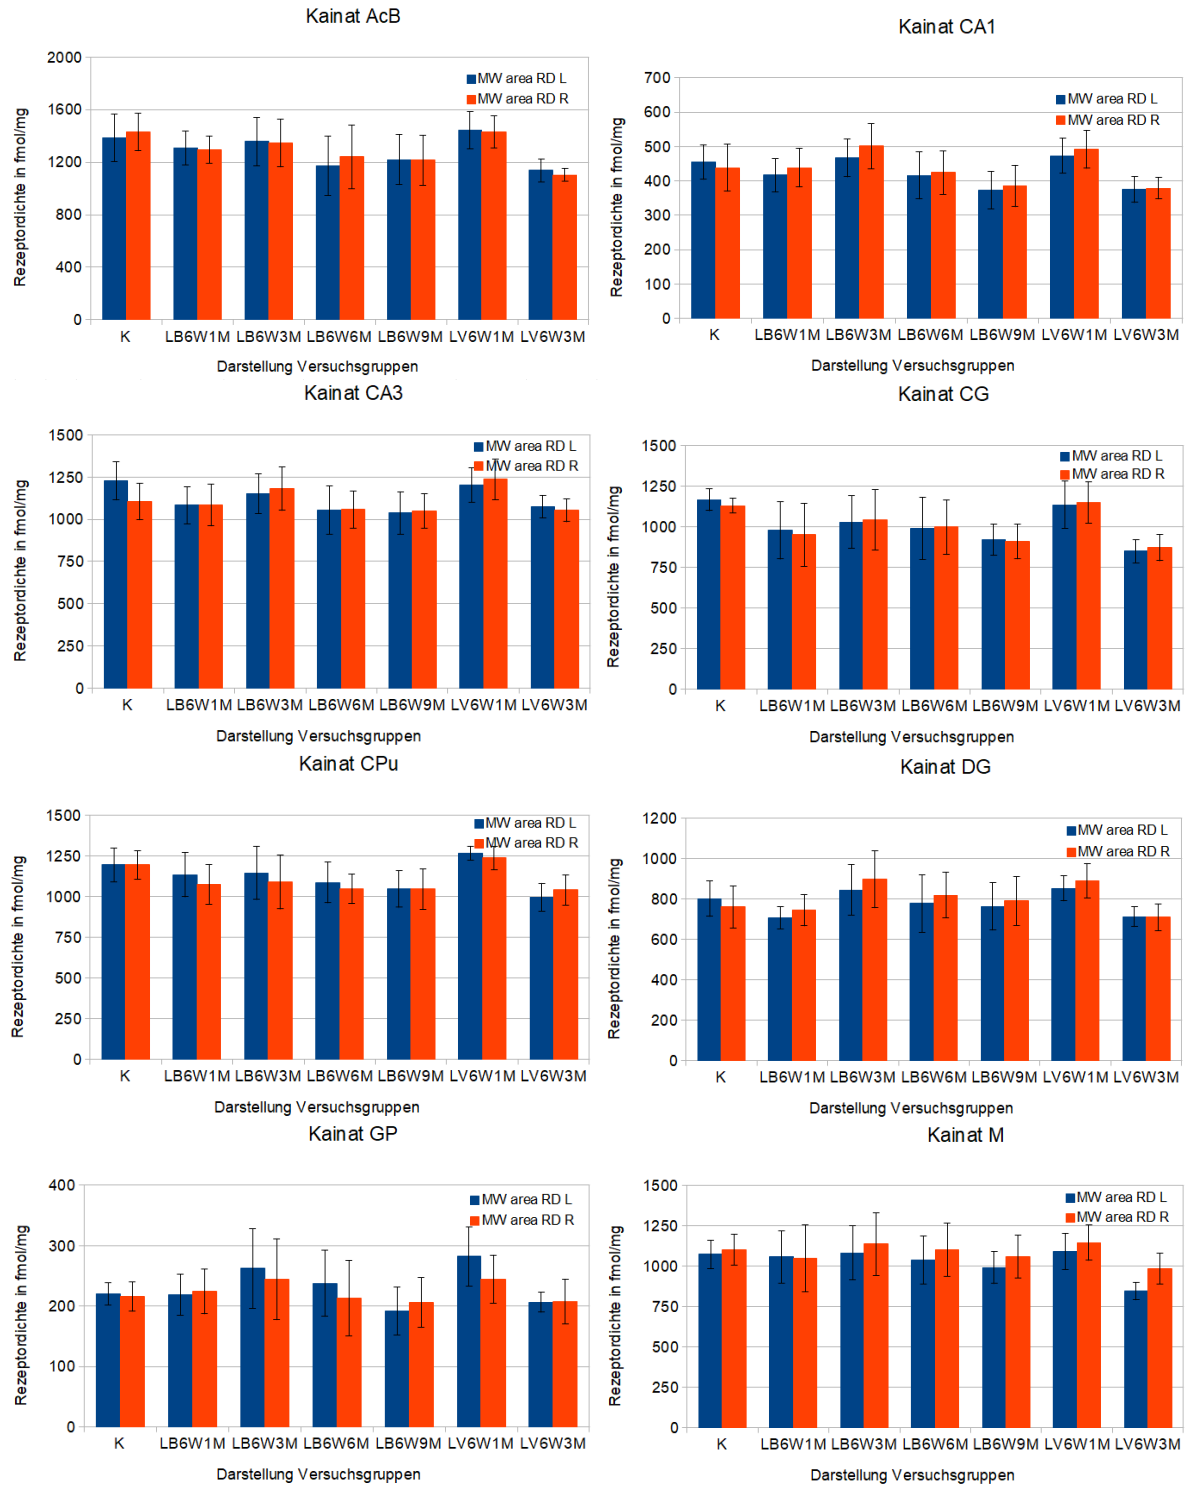 Kainat AcB
Rezeptordichte in fmol/mg
2000
1600
1200
800
400
0
MW area RD L
MW area RD R
K LB6W1M LB6W3M LB6W6M LB6W9M LV6W1M LV6W3M
Darstellung Versuchsgruppen
Kainat CA1
Rezeptordichte in fmol/mg
700
600
500
400
300
200
100
0
MW area RD L
MW area RD R
K LB6W1M LB6W3M LB6W6M LB6W9M LV6W1M LV6W3M
Darstellung Versuchsgruppen
Kainat CA3
Rezeptordichte in fmol/mg
1500
1250
1000
750
500
250
0
MW area RD L
MW area RD R
K LB6W1M LB6W3M LB6W6M LB6W9M LV6W1M LV6W3M
Darstellung Versuchsgruppen
Kainat CG
Rezeptordichte in fmol/mg
1500
1250
1000
750
500
250
0
MW area RD L
MW area RD R
K LB6W1M LB6W3M LB6W6M LB6W9M LV6W1M LV6W3M
Darstellung Versuchsgruppen
Kainat CPu
Rezeptordichte in fmol/mg
1500
1250
1000
750
500
250
0
MW area RD L
MW area RD R
K LB6W1M LB6W3M LB6W6M LB6W9M LV6W1M LV6W3M
Darstellung Versuchsgruppen
Kainat DG
Rezeptordichte in fmol/mg
1200
1000
800
600
400
200
0
MW area RD L
MW area RD R
K LB6W1M LB6W3M LB6W6M LB6W9M LV6W1M LV6W3M
Darstellung Versuchsgruppen
Kainat GP
Rezeptordichte in fmol/mg
400
300
200
100
0
MW area RD L
MW area RD R
K LB6W1M LB6W3M LB6W6M LB6W9M LV6W1M LV6W3M
Darstellung Versuchsgruppen
Kainat M
Rezeptordichte in fmol/mg
1500
1250
1000
750
500
250
0
MW area RD L
MW area RD R
K LB6W1M LB6W3M LB6W6M LB6W9M LV6W1M LV6W3M
Darstellung Versuchsgruppen